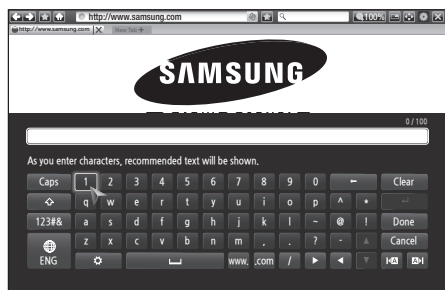 http://www.samsung.com 100%
http://www.samsung.com New Tab
SAMSUNG
0 / 100
As you enter characters, recommended text will be shown.
Caps 1 2 3 4 5 6 7 8 9 0 Clear
q w e r t y u i o p ^ *
123#& a s d f g h j k l ~ @ ! Done
z x c v b n m , . ? - Cancel
ENG www. .com /